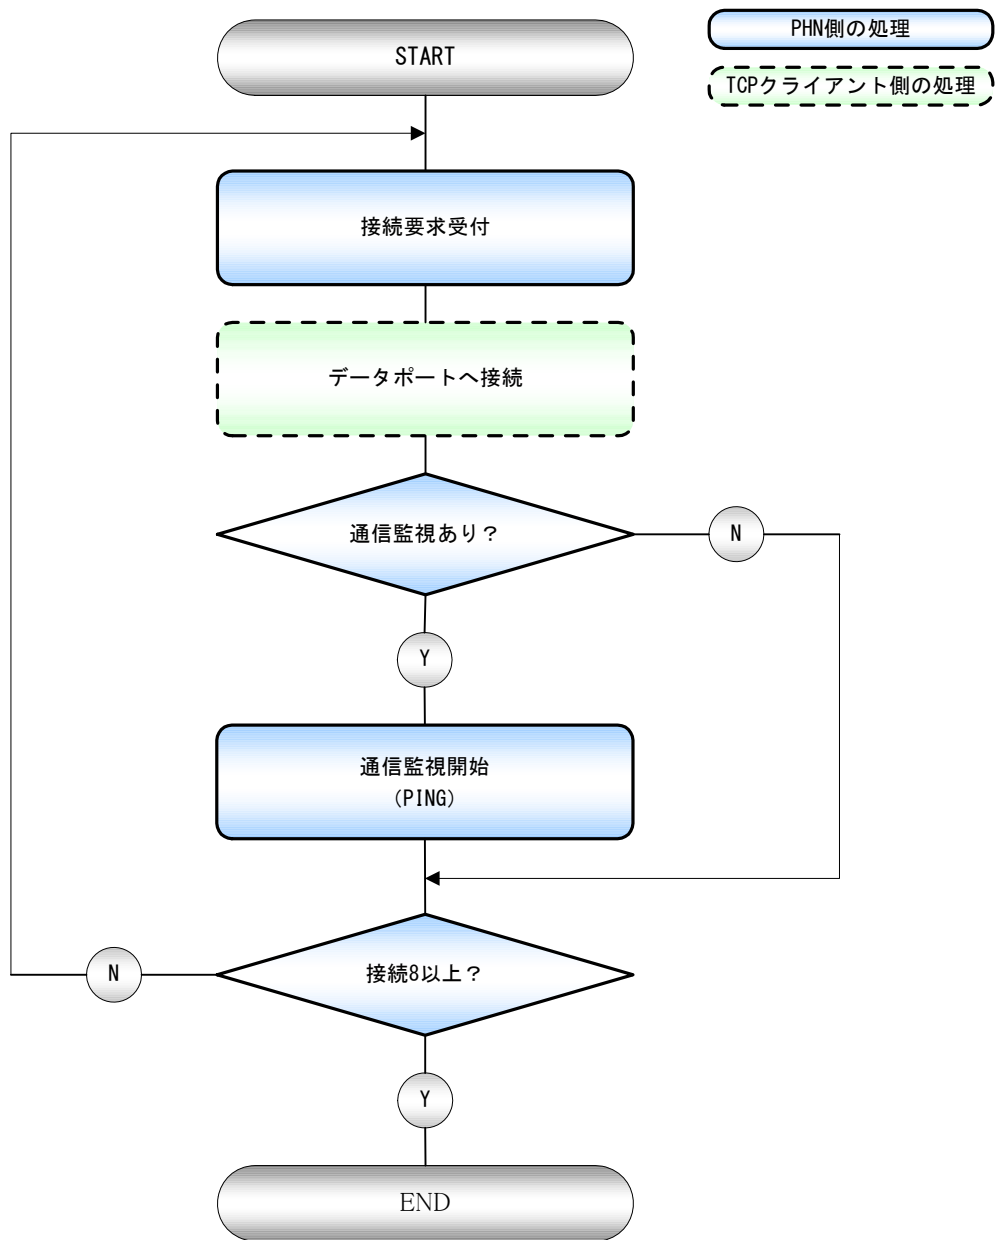 START
PHN側の処理
TCPクライアント側の処理
接続要求受付
データポートへ接続
通信監視あり？
N
Y
通信監視開始
(PING)
接続8以上？
N
Y
END